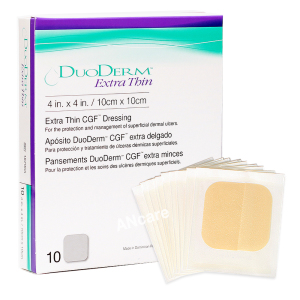 DUODERM®
Extra Thin
4 in. x 4 in. / 10cm x 10cm
Extra Thin CGF® Dressing
For the protection and management of superficial dermal ulcers.
Apósito DuoDerm® CGF® extra delgado
Para protección y tratamiento de úlceras dérmicas superficiales.
Pansements DuoDerm® CGF® extra minces
Pour la protection et les soins des ulcères dermiques superficiels.
ANcare
10